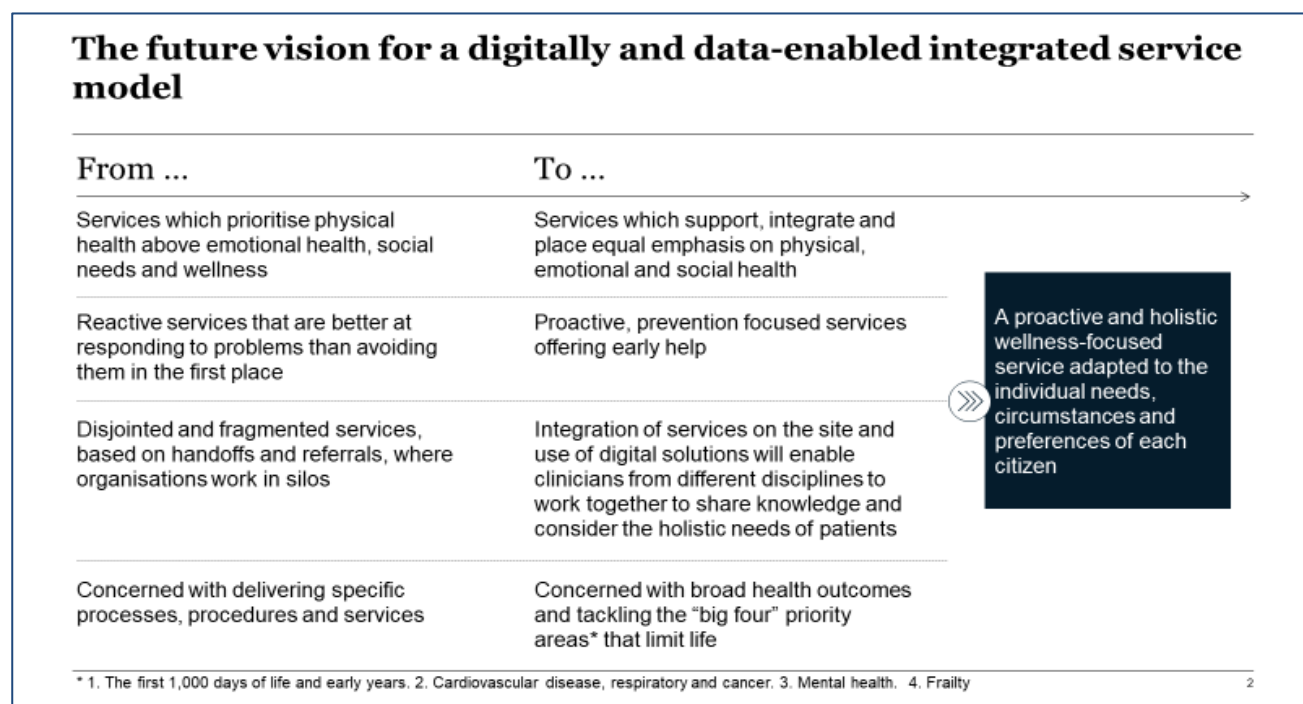 The future vision for a digitally and data-enabled integrated service
model
From ...
To ...
Services which prioritise physical
health above emotional health, social
needs and wellness
Services which support, integrate and
place equal emphasis on physical,
emotional and social health
Reactive services that are better at
responding to problems than avoiding
them in the first place
Proactive, prevention focused services
offering early help
Disjointed and fragmented services,
based on handoffs and referrals, where
organisations work in silos
Integration of services on the site and
use of digital solutions will enable
clinicians from different disciplines to
work together to share knowledge and
consider the holistic needs of patients
Concerned with delivering specific
processes, procedures and services
Concerned with broad health outcomes
and tackling the “big four” priority
areas* that limit life
A proactive and holistic
wellness-focused
service adapted to the
individual needs,
circumstances and
preferences of each
citizen
* 1. The first 1,000 days of life and early years. 2. Cardiovascular disease, respiratory and cancer. 3. Mental health. 4. Frailty
2